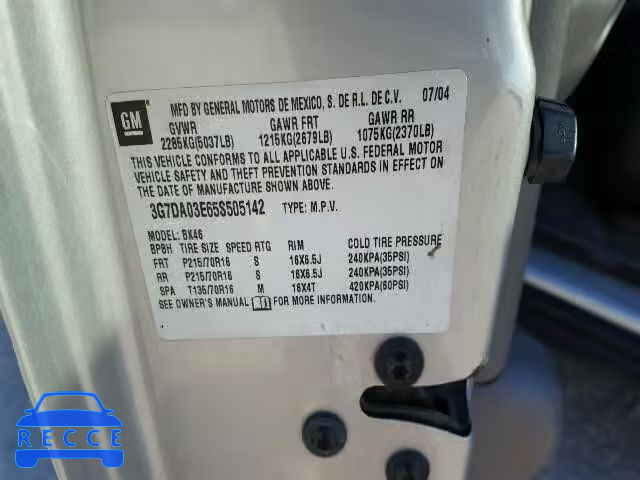 GM
MFD BY GENERAL MOTORS DE MEXICO, S. DE R.L. DE C.V. 07/04
GVWR GAWR FRT GAWR RR
2285KG(5037LB) 1215KG(2679LB) 1075KG(2370LB)
THIS VEHICLE CONFORMS TO ALL APPLICABLE U.S. FEDERAL MOTOR
VEHICLE SAFETY AND THEFT PREVENTION STANDARDS IN EFFECT ON
THE DATE OF MANUFACTURE SHOWN ABOVE.
3G7DA03E65S505142 TYPE: M.P.V.
MODEL: BK46
BPBH TIRE SIZE SPEED RTG RIM COLD TIRE PRESSURE
FRT P215/70R16 S 16X6.5J 240KPA(35PSI)
RR P215/70R16 S 16X6.5J 240KPA(35PSI)
SPA T135/70R16 M 16X4T 420KPA(60PSI)
SEE OWNER'S MANUAL FOR MORE INFORMATION.
RECCE